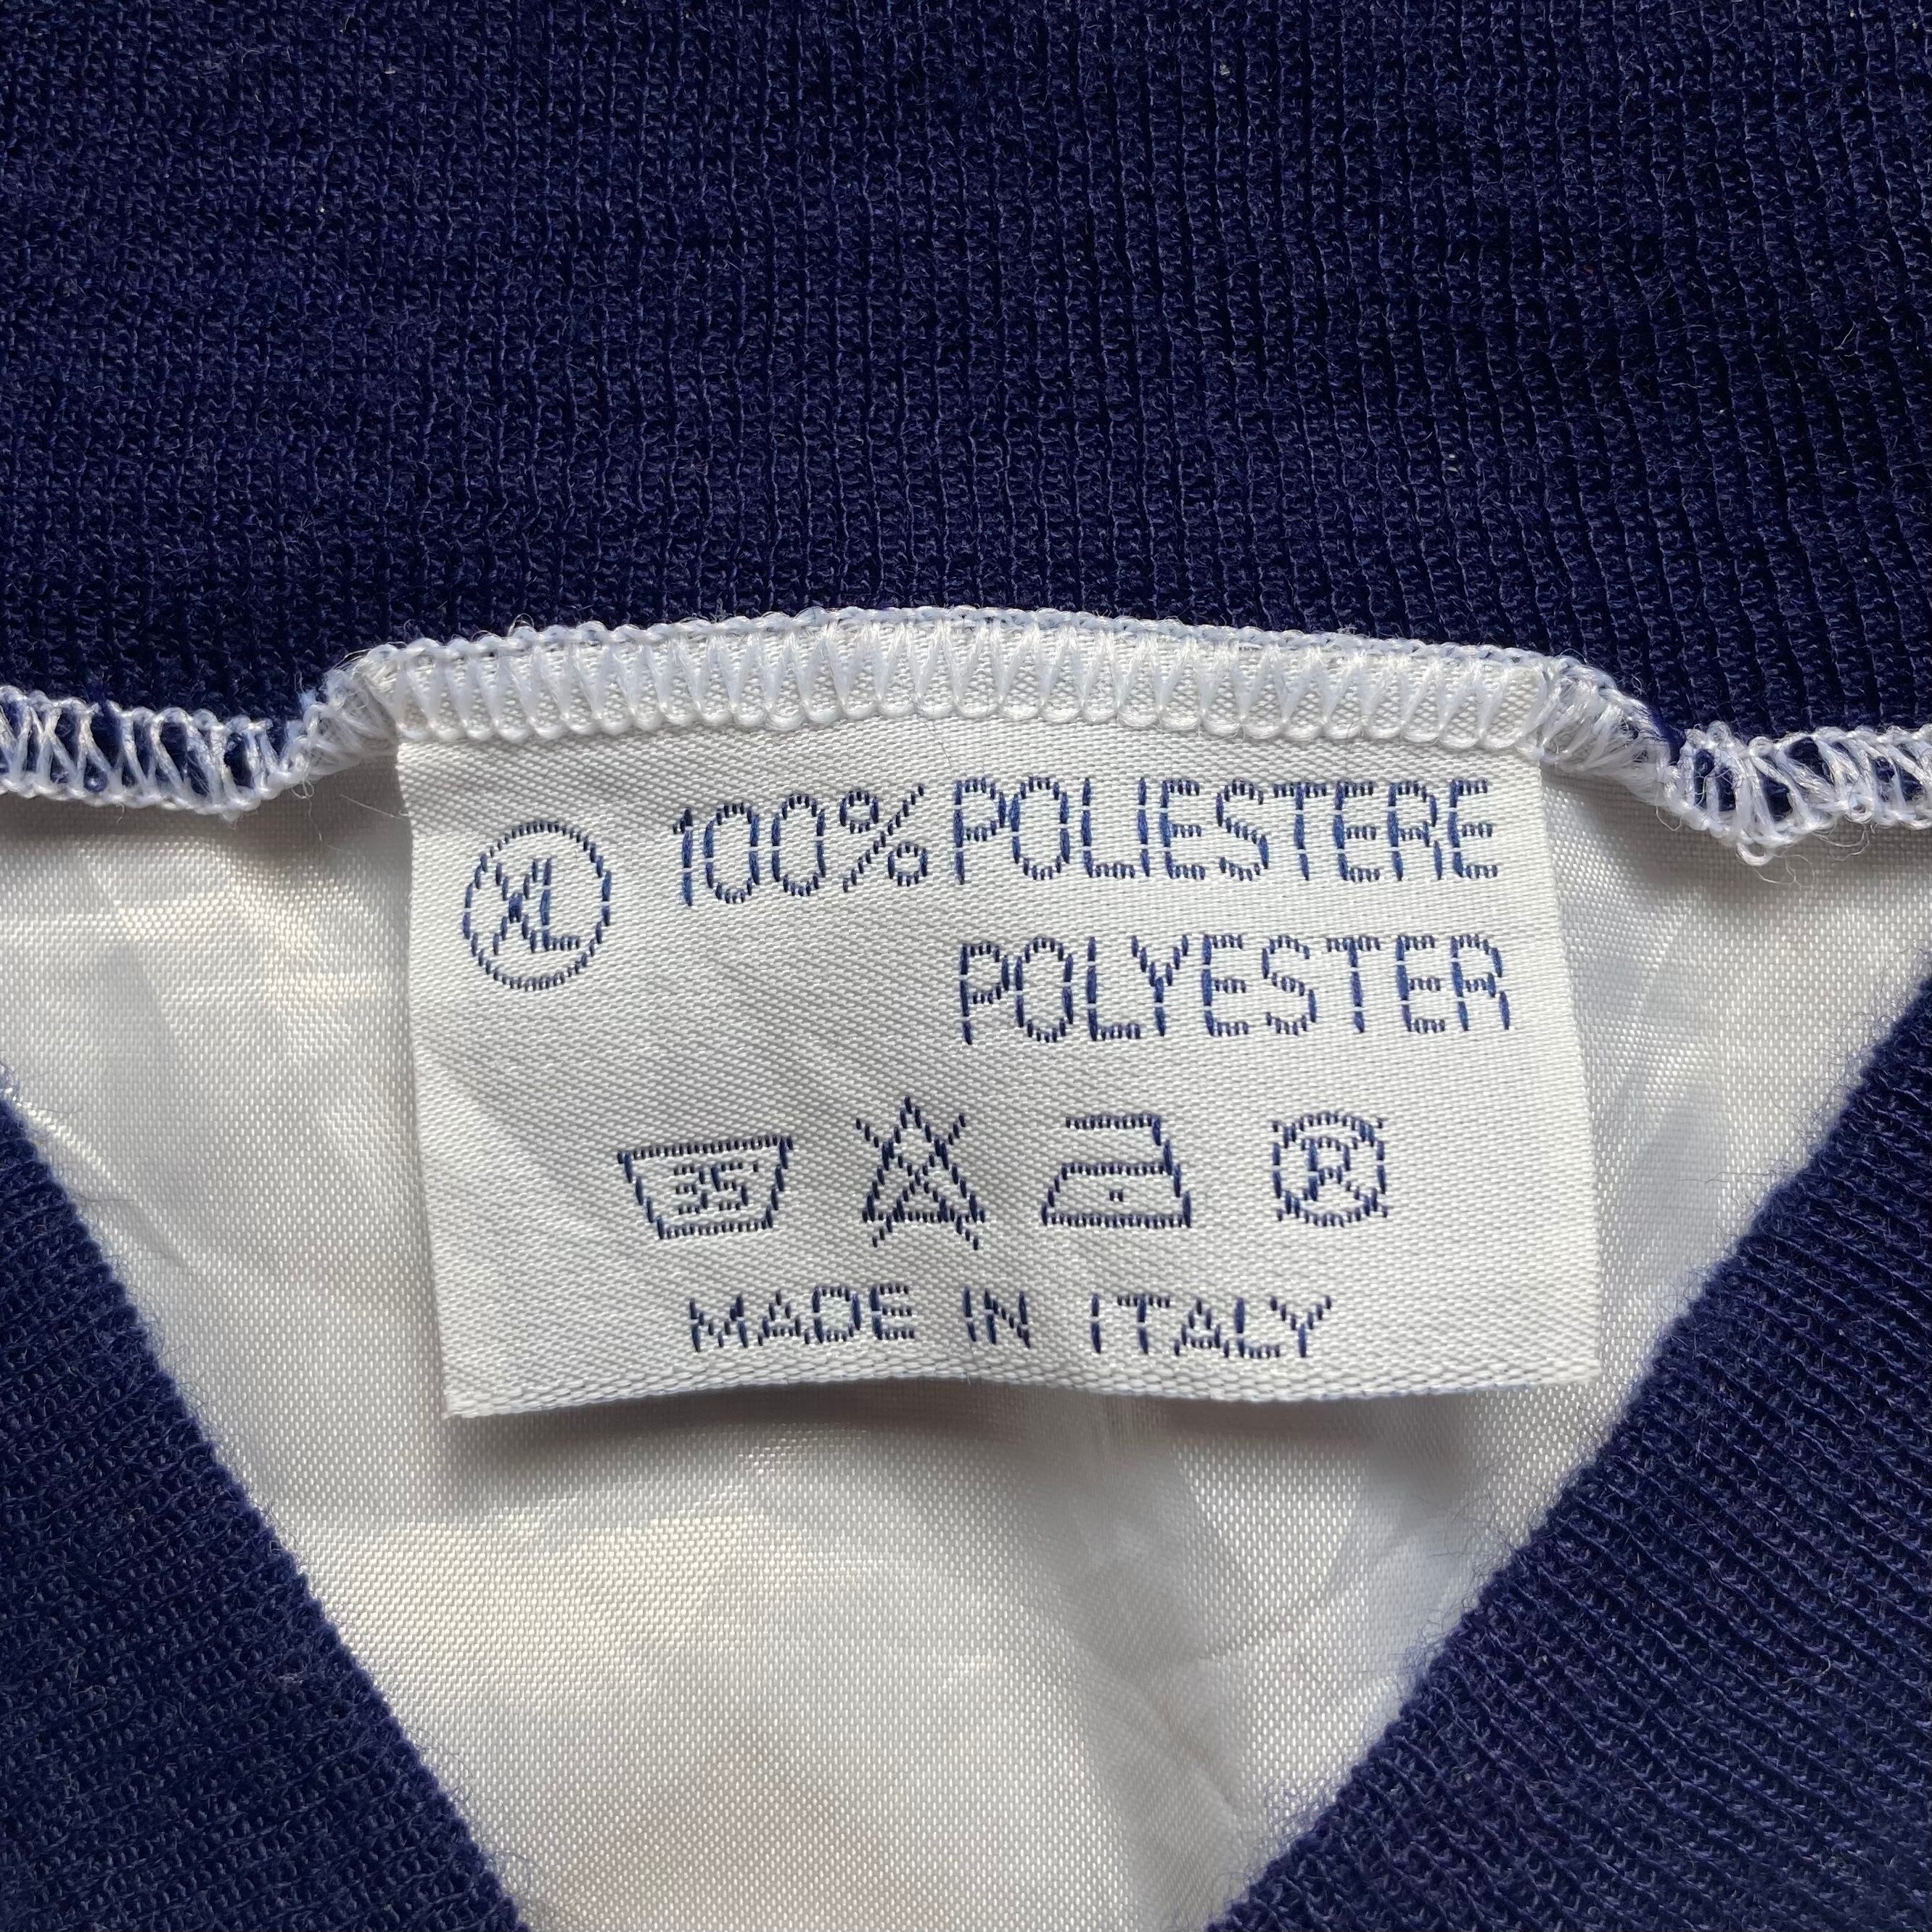 XL 100% POLIESTERE
POLYESTER
35 R
MADE IN ITALY